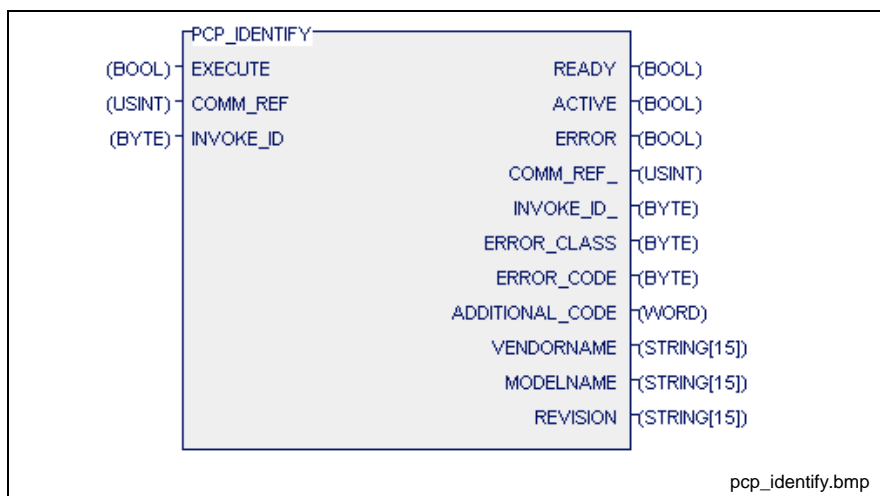 PCP_IDENTIFY
(BOOL) EXECUTE READY (BOOL)
(USINT) COMM_REF ACTIVE (BOOL)
(BYTE) INVOKE_ID ERROR (BOOL)
COMM_REF_ (USINT)
INVOKE_ID_ (BYTE)
ERROR_CLASS (BYTE)
ERROR_CODE (BYTE)
ADDITIONAL_CODE (WORD)
VENDORNAME (STRING[15])
MODELNAME (STRING[15])
REVISION (STRING[15])
pcp_identify.bmp